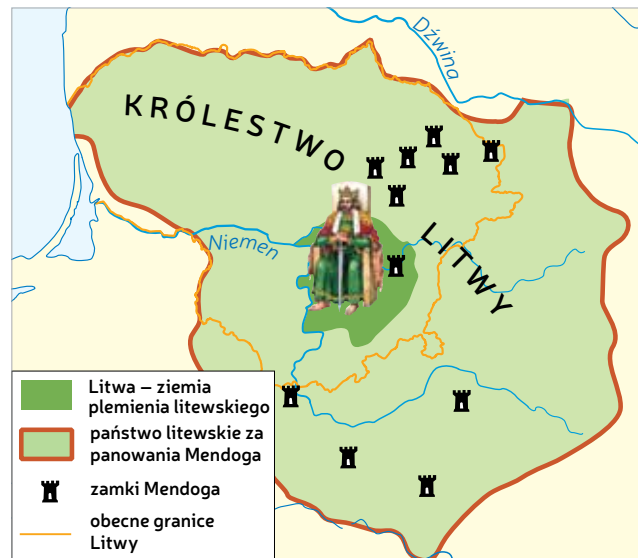 Dźwina
KRÓLESTWO
LITWY
Niemen
Litwa – ziemia
plemienia litewskiego
państwo litewskie za
panowania Mendoga
zamki Mendoga
obecne granice
Litwy